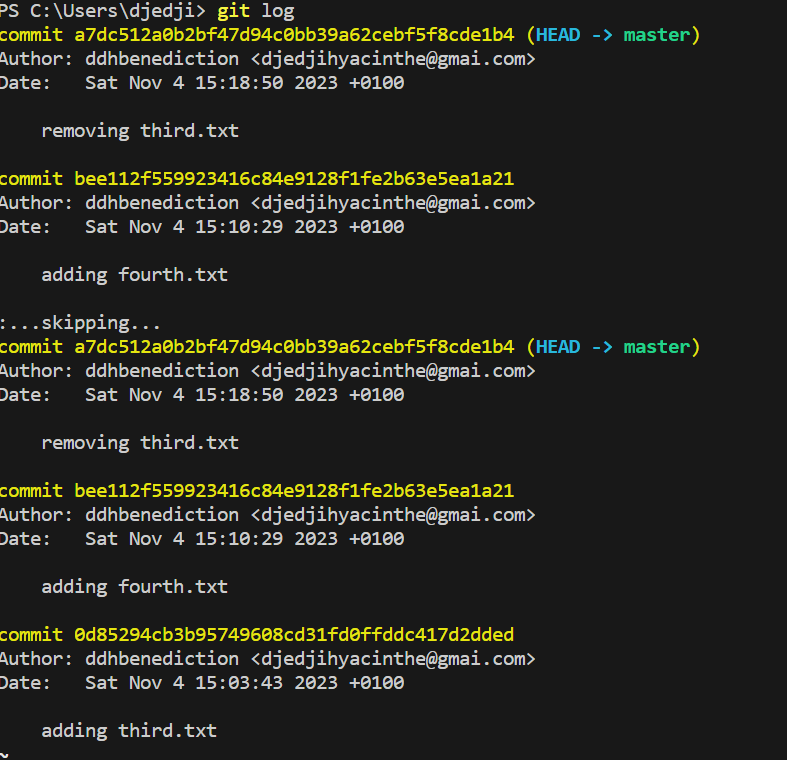 PS C:\Users\djedji> git log
commit a7dc512a0b2bf47d94c0bb39a62cebf5f8cde1b4 (HEAD -> master)
Author: ddhbenediction <djedjihyacinthe@gmai.com>
Date:   Sat Nov 4 15:18:50 2023 +0100
removing third.txt
commit bee112f559923416c84e9128f1fe2b63e5ea1a21
Author: ddhbenediction <djedjihyacinthe@gmai.com>
Date:   Sat Nov 4 15:10:29 2023 +0100
adding fourth.txt
:...skipping...
commit a7dc512a0b2bf47d94c0bb39a62cebf5f8cde1b4 (HEAD -> master)
Author: ddhbenediction <djedjihyacinthe@gmai.com>
Date:   Sat Nov 4 15:18:50 2023 +0100
removing third.txt
commit bee112f559923416c84e9128f1fe2b63e5ea1a21
Author: ddhbenediction <djedjihyacinthe@gmai.com>
Date:   Sat Nov 4 15:10:29 2023 +0100
adding fourth.txt
commit 0d85294cb3b95749608cd31fd0ffddc417d2dded
Author: ddhbenediction <djedjihyacinthe@gmai.com>
Date:   Sat Nov 4 15:03:43 2023 +0100
adding third.txt
~